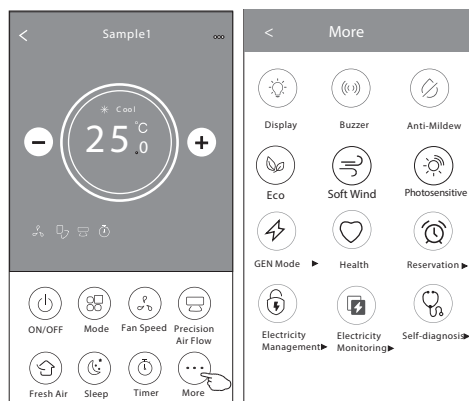 Sample1
Cool
25.0 °C
ON/OFF
Mode
Fan Speed
Precision
Air Flow
Fresh Air
Sleep
Timer
More
More
Display
Buzzer
Anti-Mildew
Eco
Soft Wind
Photosensitive
GEN Mode
Health
Reservation
Electricity
Management
Electricity
Monitoring
Self-diagnosis